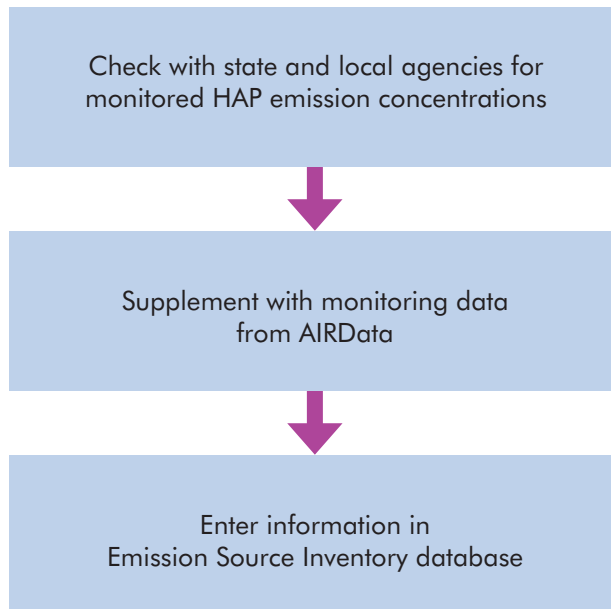 Check with state and local agencies for
monitored HAP emission concentrations
Supplement with monitoring data
from AIRData
Enter information in
Emission Source Inventory database